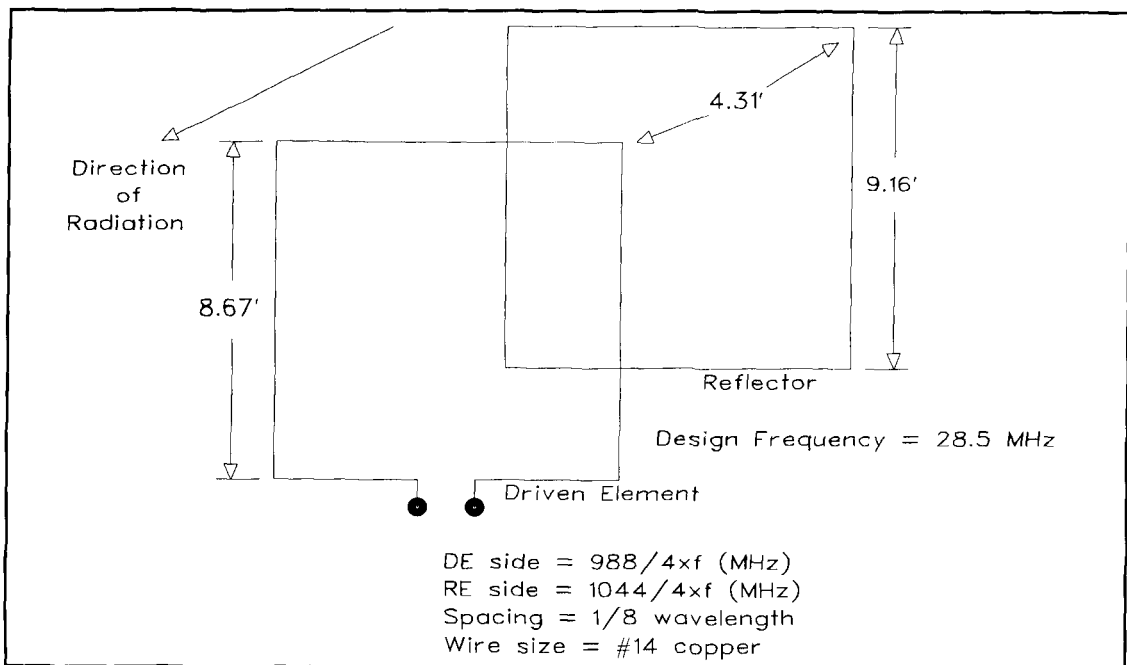 4.31'
Direction
of
Radiation
9.16'
8.67'
Reflector
Design Frequency = 28.5 MHz
Driven Element
DE side = 988/4xf (MHz)
RE side = 1044/4xf (MHz)
Spacing = 1/8 wavelength
Wire size = #14 copper